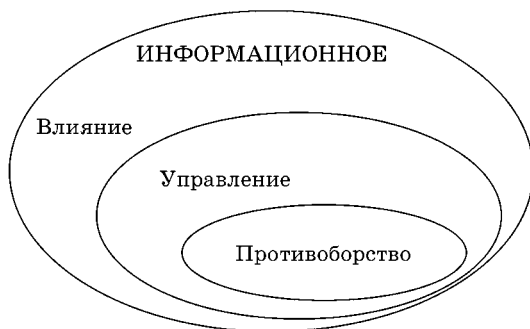 ИНФОРМАЦИОННОЕ
Влияние
Управление
Противоборство